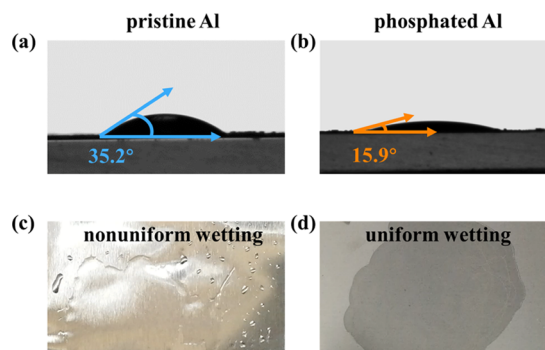 pristine Al
phosphated Al
(a)
(b)
35.2°
15.9°
(c)
nonuniform wetting
(d)
uniform wetting